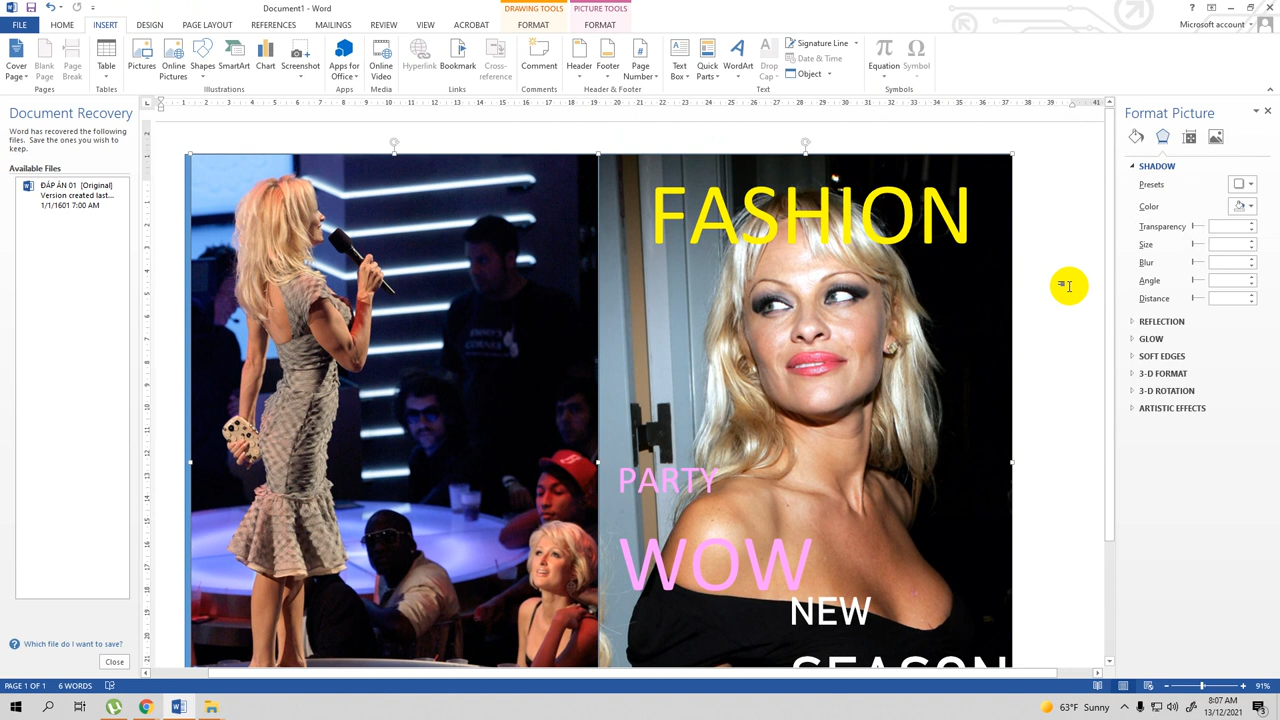 Document1 - Word
DRAWING TOOLS
PICTURE TOOLS
FILE
HOME
INSERT
DESIGN
PAGE LAYOUT
REFERENCES
MAILINGS
REVIEW
VIEW
ACROBAT
FORMAT
FORMAT
Microsoft account
Cover Page
Blank Page
Page Break
Table
Pictures
Online Pictures
Shapes
SmartArt
Chart
Screenshot
Apps for Office
Online Video
Hyperlink
Bookmark
Cross-reference
Comment
Header
Footer
Page Number
Text Box
Quick Parts
WordArt
Drop Cap
Signature Line
Date & Time
Object
Equation
Symbol
Pages
Tables
Illustrations
Apps
Media
Links
Comments
Header & Footer
Text
Symbols
Document Recovery
Word has recovered the following
files. Save the ones you wish to
keep.
Available Files
ĐÁP ÁN 01 [Original]
Version created last...
1/1/1601 7:00 AM
Which file do I want to save?
Close
FASHION
PARTY
WOW
NEW
SEASON
Format Picture
SHADOW
Presets
Color
Transparency
Size
Blur
Angle
Distance
REFLECTION
GLOW
SOFT EDGES
3-D FORMAT
3-D ROTATION
ARTISTIC EFFECTS
PAGE 1 OF 1
6 WORDS
91%
63°F Sunny
8:07 AM
13/12/2021